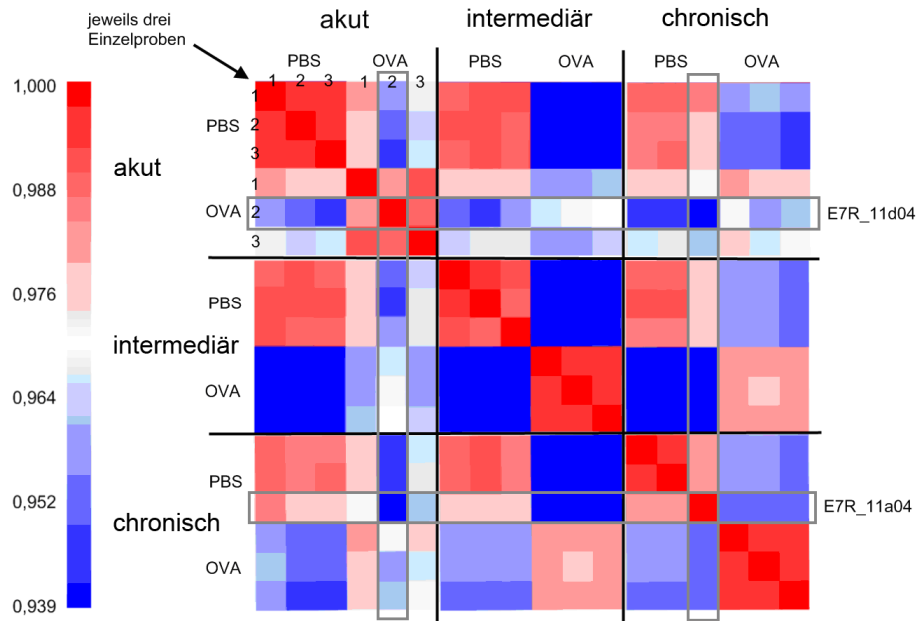 akut intermediär chronisch
jeweils drei
Einzelproben
PBS OVA PBS OVA PBS OVA
1 2 3 1 2 3
1,000
0,988
0,976
0,964
0,952
0,939
akut
PBS
1
2
3
OVA
1
2
3
E7R_11d04
intermediär
PBS
OVA
chronisch
PBS
E7R_11a04
OVA